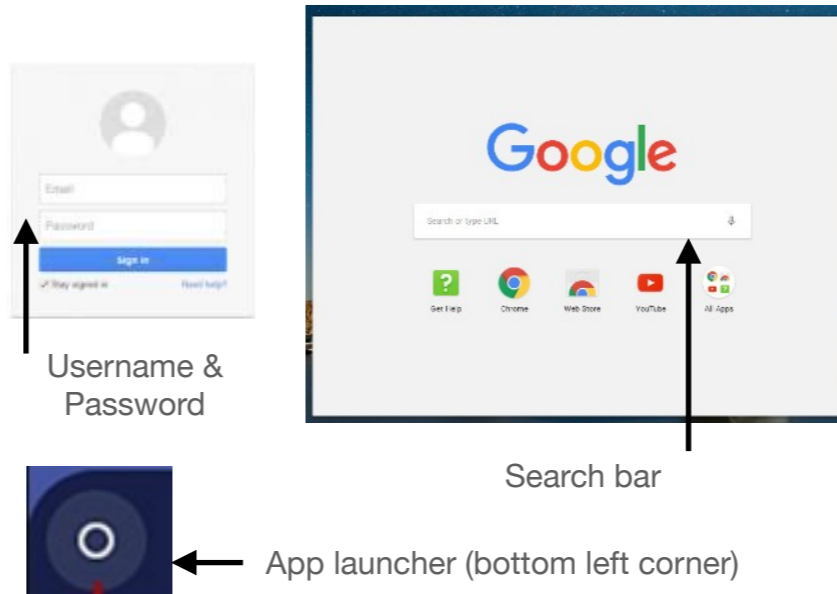 Email
Password
Sign in
Stay signed in Need help?
Username &
Password
Google
Search or type URL
Get Help Chrome Web Store YouTube All Apps
Search bar
App launcher (bottom left corner)